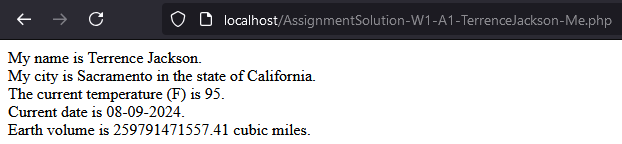 localhost/AssignmentSolution-W1-A1-TerrenceJackson-Me.php
My name is Terrence Jackson.
My city is Sacramento in the state of California.
The current temperature (F) is 95.
Current date is 08-09-2024.
Earth volume is 259791471557.41 cubic miles.